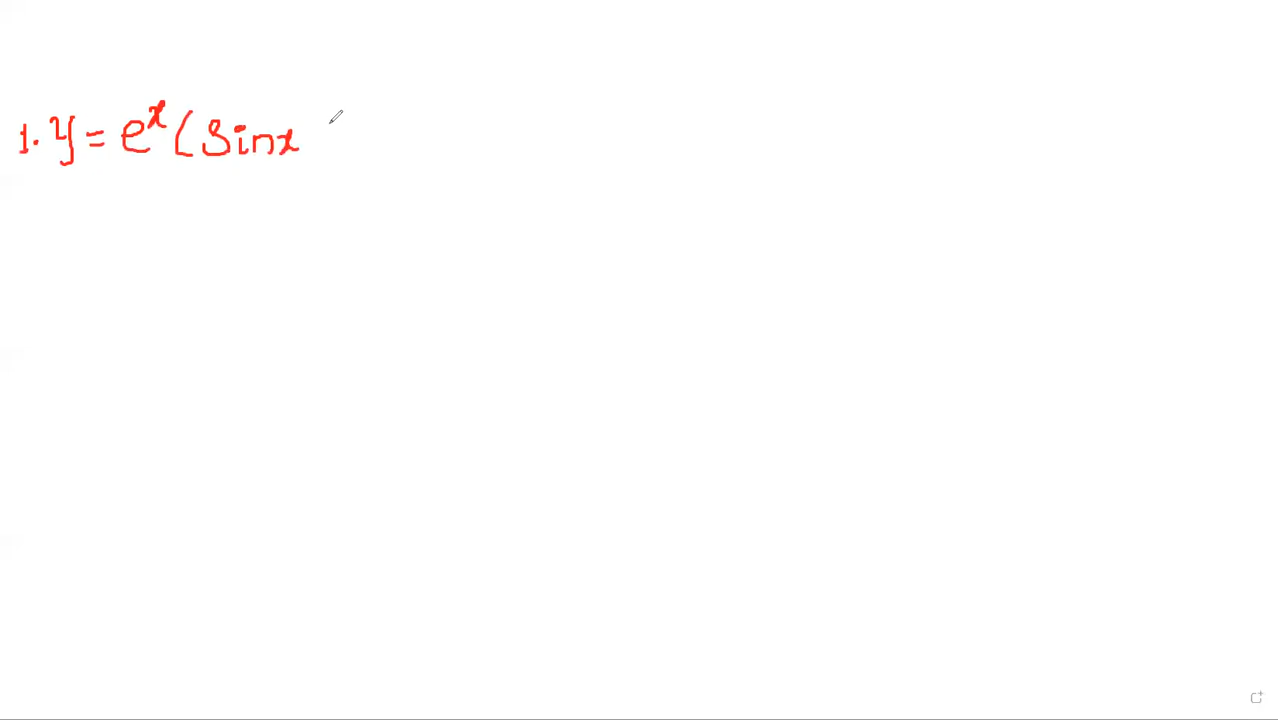 1. y = e^x (Sinx